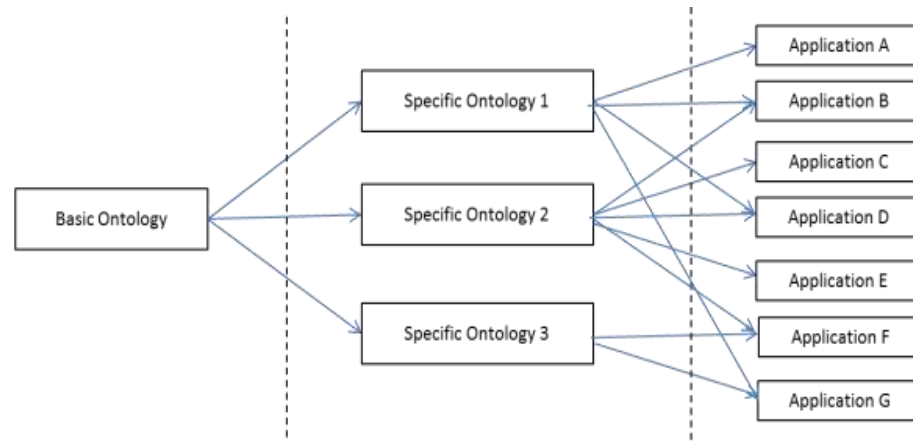 Basic Ontology
Specific Ontology 1
Specific Ontology 2
Specific Ontology 3
Application A
Application B
Application C
Application D
Application E
Application F
Application G